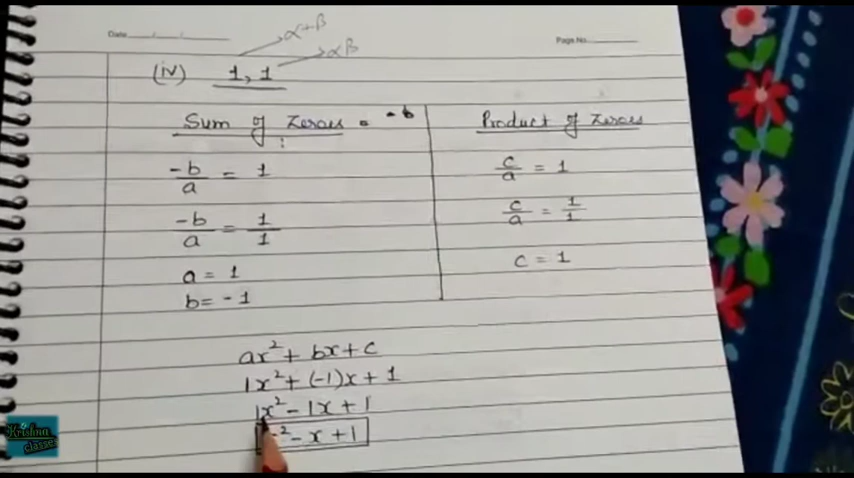 Date
Page No.
α+β
αβ
(iv) 1, 1
Sum of Zeroes = -b
-b/a = 1
-b/a = 1/1
a = 1
b = -1
Product of Zeroes
c/a = 1
c/a = 1/1
c = 1
ax² + bx + c
1x² + (-1)x + 1
1x² - 1x + 1
² - x + 1
Krishna
classes